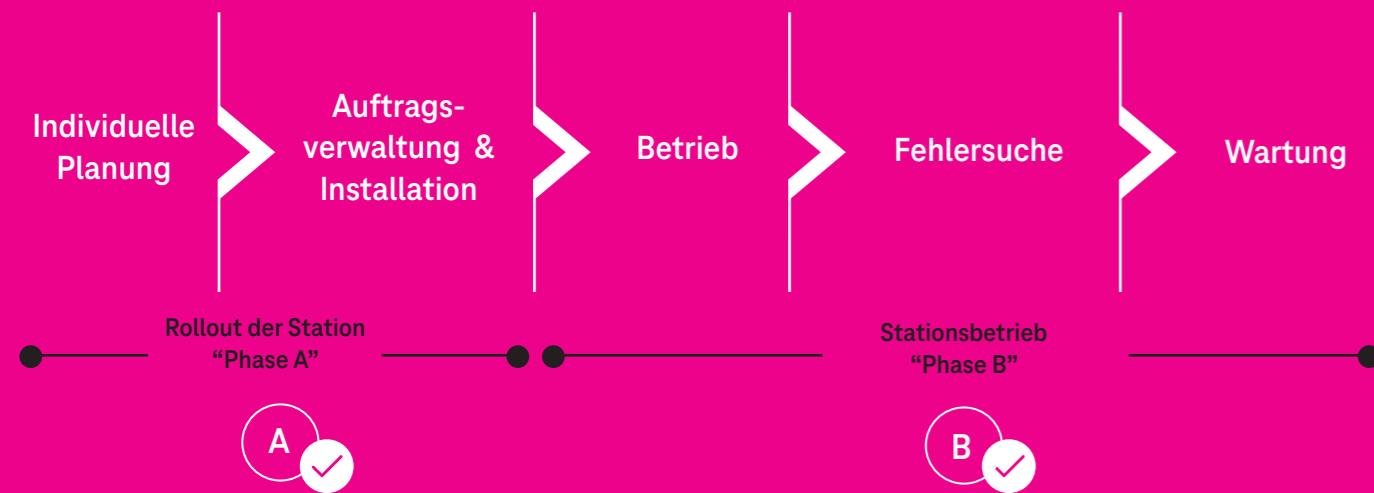 Individuelle
Planung
Auftrags-
verwaltung &
Installation
Betrieb
Fehlersuche
Wartung
Rollout der Station
“Phase A”
Stationsbetrieb
“Phase B”
A
B